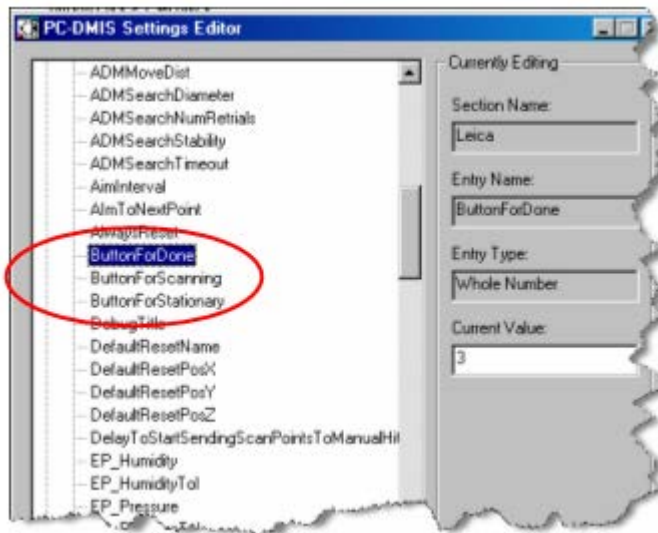 PC-DMIS Settings Editor
ADMMoveDist
ADMSearchDiameter
ADMSearchNumRetrials
ADMSearchStability
ADMSearchTimeout
AimInterval
AimToNextPoint
AlwaysReset
ButtonForDone
ButtonForScanning
ButtonForStationary
DebugTitle
DefaultResetName
DefaultResetPosX
DefaultResetPosY
DefaultResetPosZ
DelayToStartSendingScanPointsToManualHit
EP_Humidity
EP_HumidityTol
EP_Pressure
Currently Editing
Section Name:
Leica
Entry Name:
ButtonForDone
Entry Type:
Whole Number
Current Value:
3